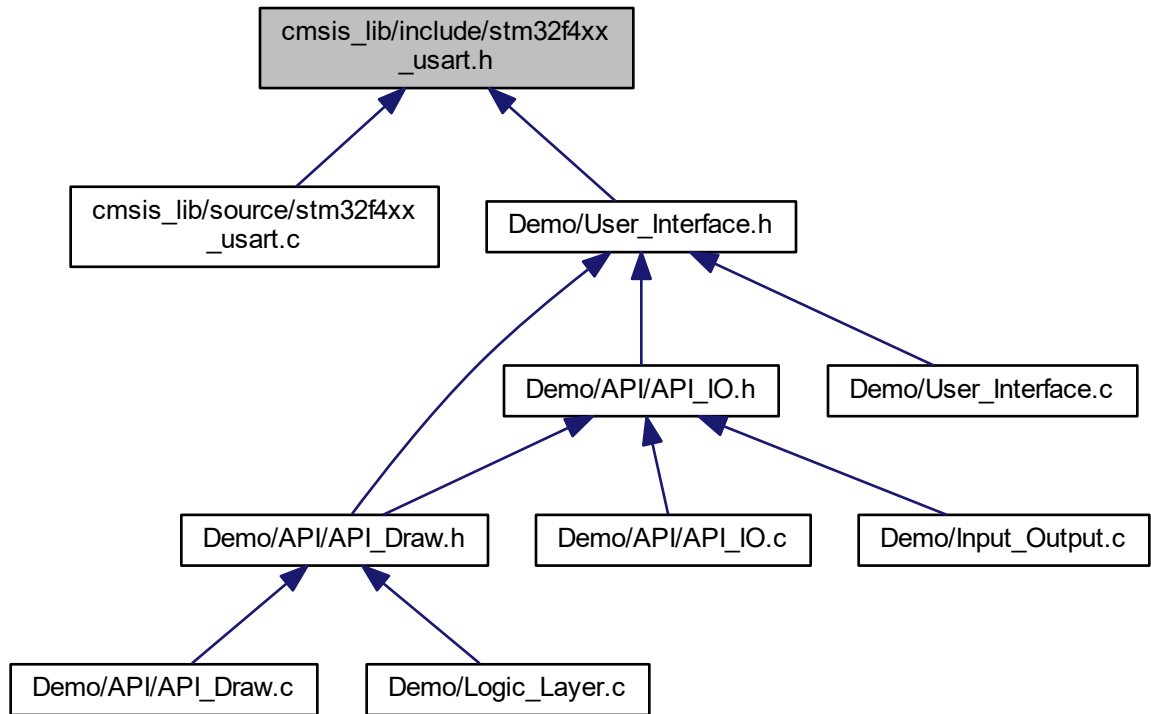 cmsis_lib/include/stm32f4xx
_usart.h
cmsis_lib/source/stm32f4xx
_usart.c
Demo/User_Interface.h
Demo/API/API_IO.h
Demo/User_Interface.c
Demo/API/API_Draw.h
Demo/API/API_IO.c
Demo/Input_Output.c
Demo/API/API_Draw.c
Demo/Logic_Layer.c